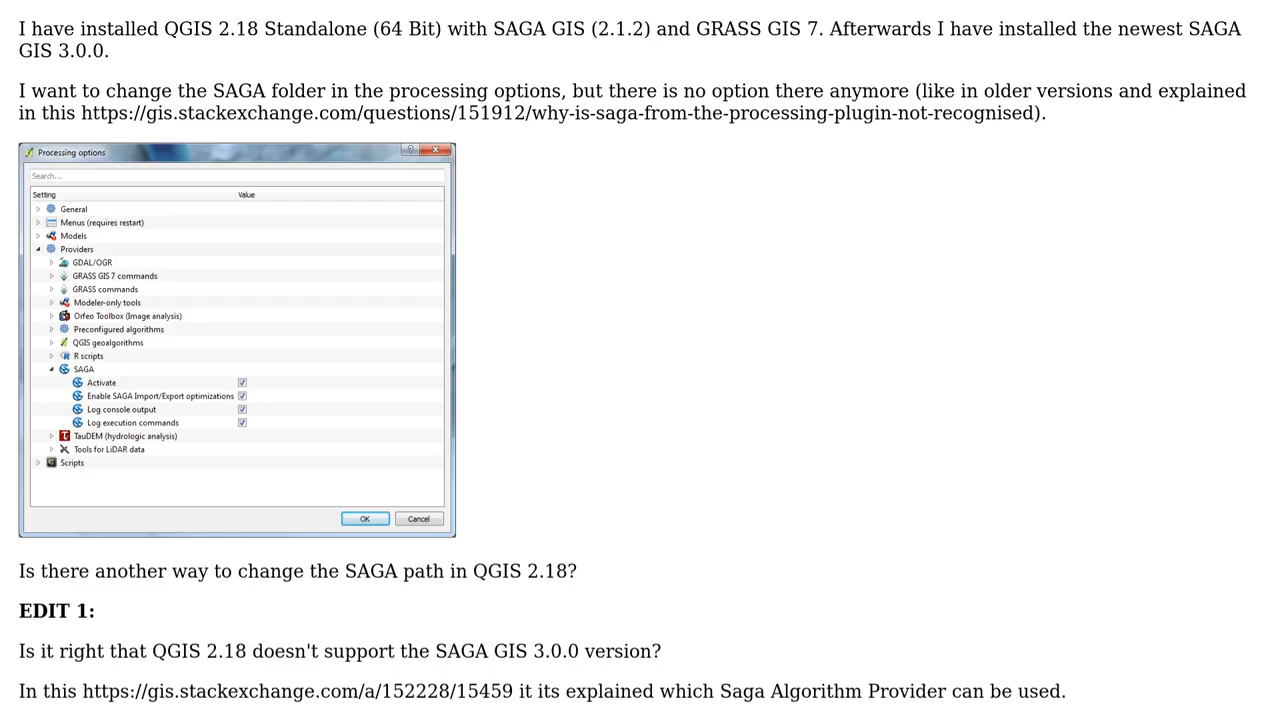 I have installed QGIS 2.18 Standalone (64 Bit) with SAGA GIS (2.1.2) and GRASS GIS 7. Afterwards I have installed the newest SAGA
GIS 3.0.0.
I want to change the SAGA folder in the processing options, but there is no option there anymore (like in older versions and explained
in this https://gis.stackexchange.com/questions/151912/why-is-saga-from-the-processing-plugin-not-recognised).
Processing options
Search...
Setting Value
General
Menus (requires restart)
Models
Providers
GDAL/OGR
GRASS GIS 7 commands
GRASS commands
Modeler-only tools
Orfeo Toolbox (Image analysis)
Preconfigured algorithms
QGIS geoalgorithms
R scripts
SAGA
Activate
Enable SAGA Import/Export optimizations
Log console output
Log execution commands
TauDEM (hydrologic analysis)
Tools for LiDAR data
Scripts
OK Cancel
Is there another way to change the SAGA path in QGIS 2.18?
EDIT 1:
Is it right that QGIS 2.18 doesn't support the SAGA GIS 3.0.0 version?
In this https://gis.stackexchange.com/a/152228/15459 it its explained which Saga Algorithm Provider can be used.